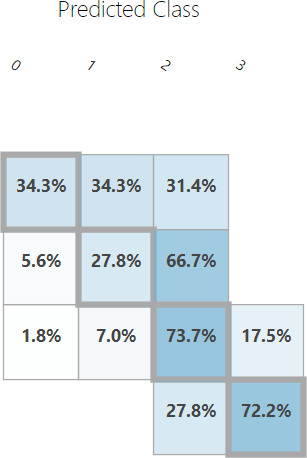 Predicted Class
0 1 2 3
34.3% 34.3% 31.4%
5.6% 27.8% 66.7%
1.8% 7.0% 73.7% 17.5%
27.8% 72.2%